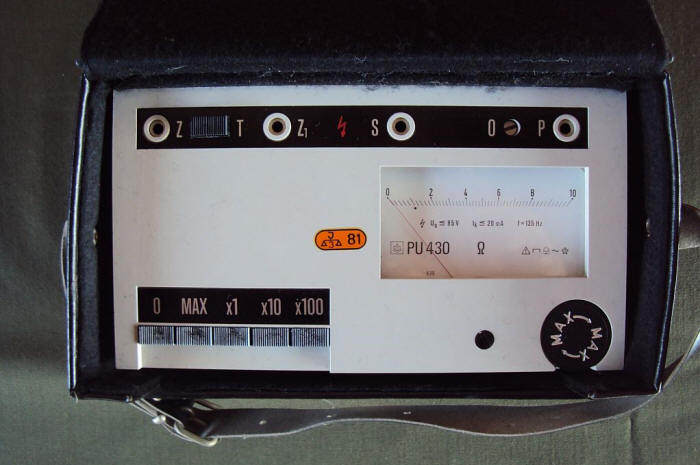 Z T Z₁ S O P
0 2 4 6 8 10
U₀ ≦ 85 V Iₖ ≦ 20 mA f = 135 Hz
PU 430 Ω
81
0 MAX x1 x10 x100
MAX MAX